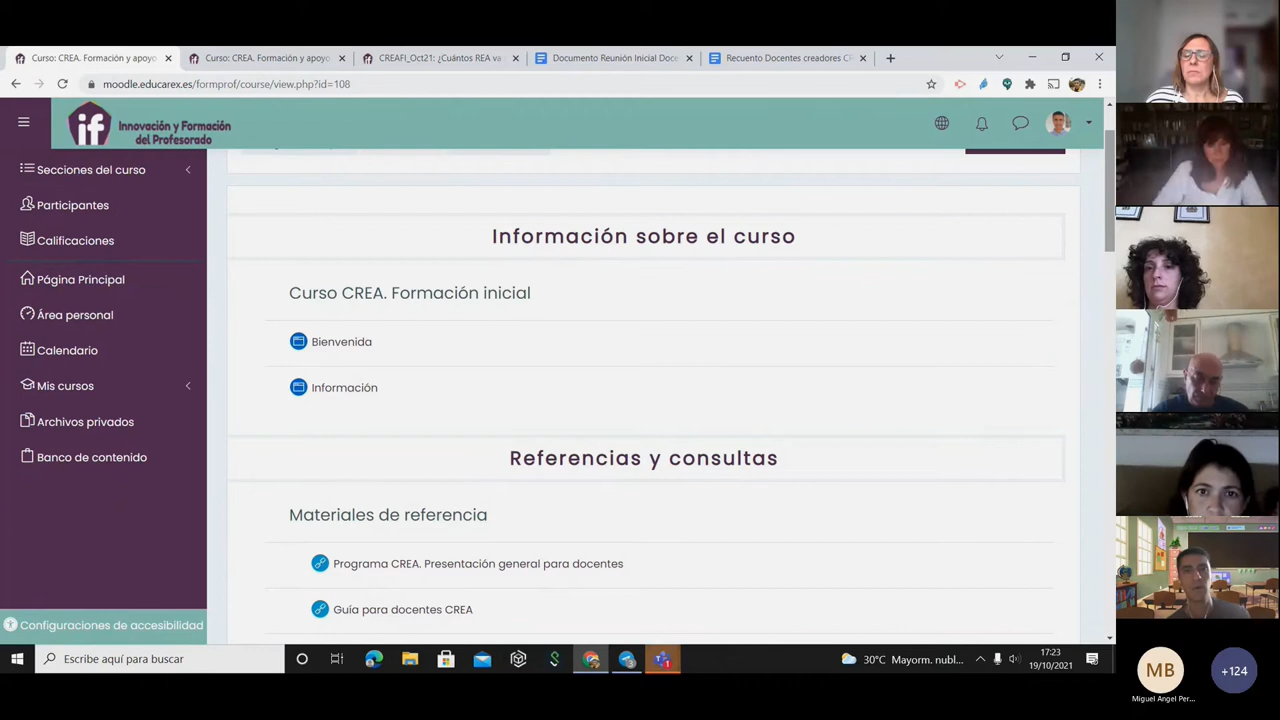 Curso: CREA. Formación y apoyo
Curso: CREA. Formación y apoyo
CREAFI_Oct21: ¿Cuántos REA va
Documento Reunión Inicial Doce
Recuento Docentes creadores CR
moodle.educarex.es/formprof/course/view.php?id=108
if Innovación y Formación
del Profesorado
Secciones del curso
Participantes
Calificaciones
Página Principal
Área personal
Calendario
Mis cursos
Archivos privados
Banco de contenido
Configuraciones de accesibilidad
Información sobre el curso
Curso CREA. Formación inicial
Bienvenida
Información
Referencias y consultas
Materiales de referencia
Programa CREA. Presentación general para docentes
Guía para docentes CREA
Escribe aquí para buscar
30°C Mayorm. nubl...
17:23
19/10/2021
MB
Miguel Angel Per...
+124